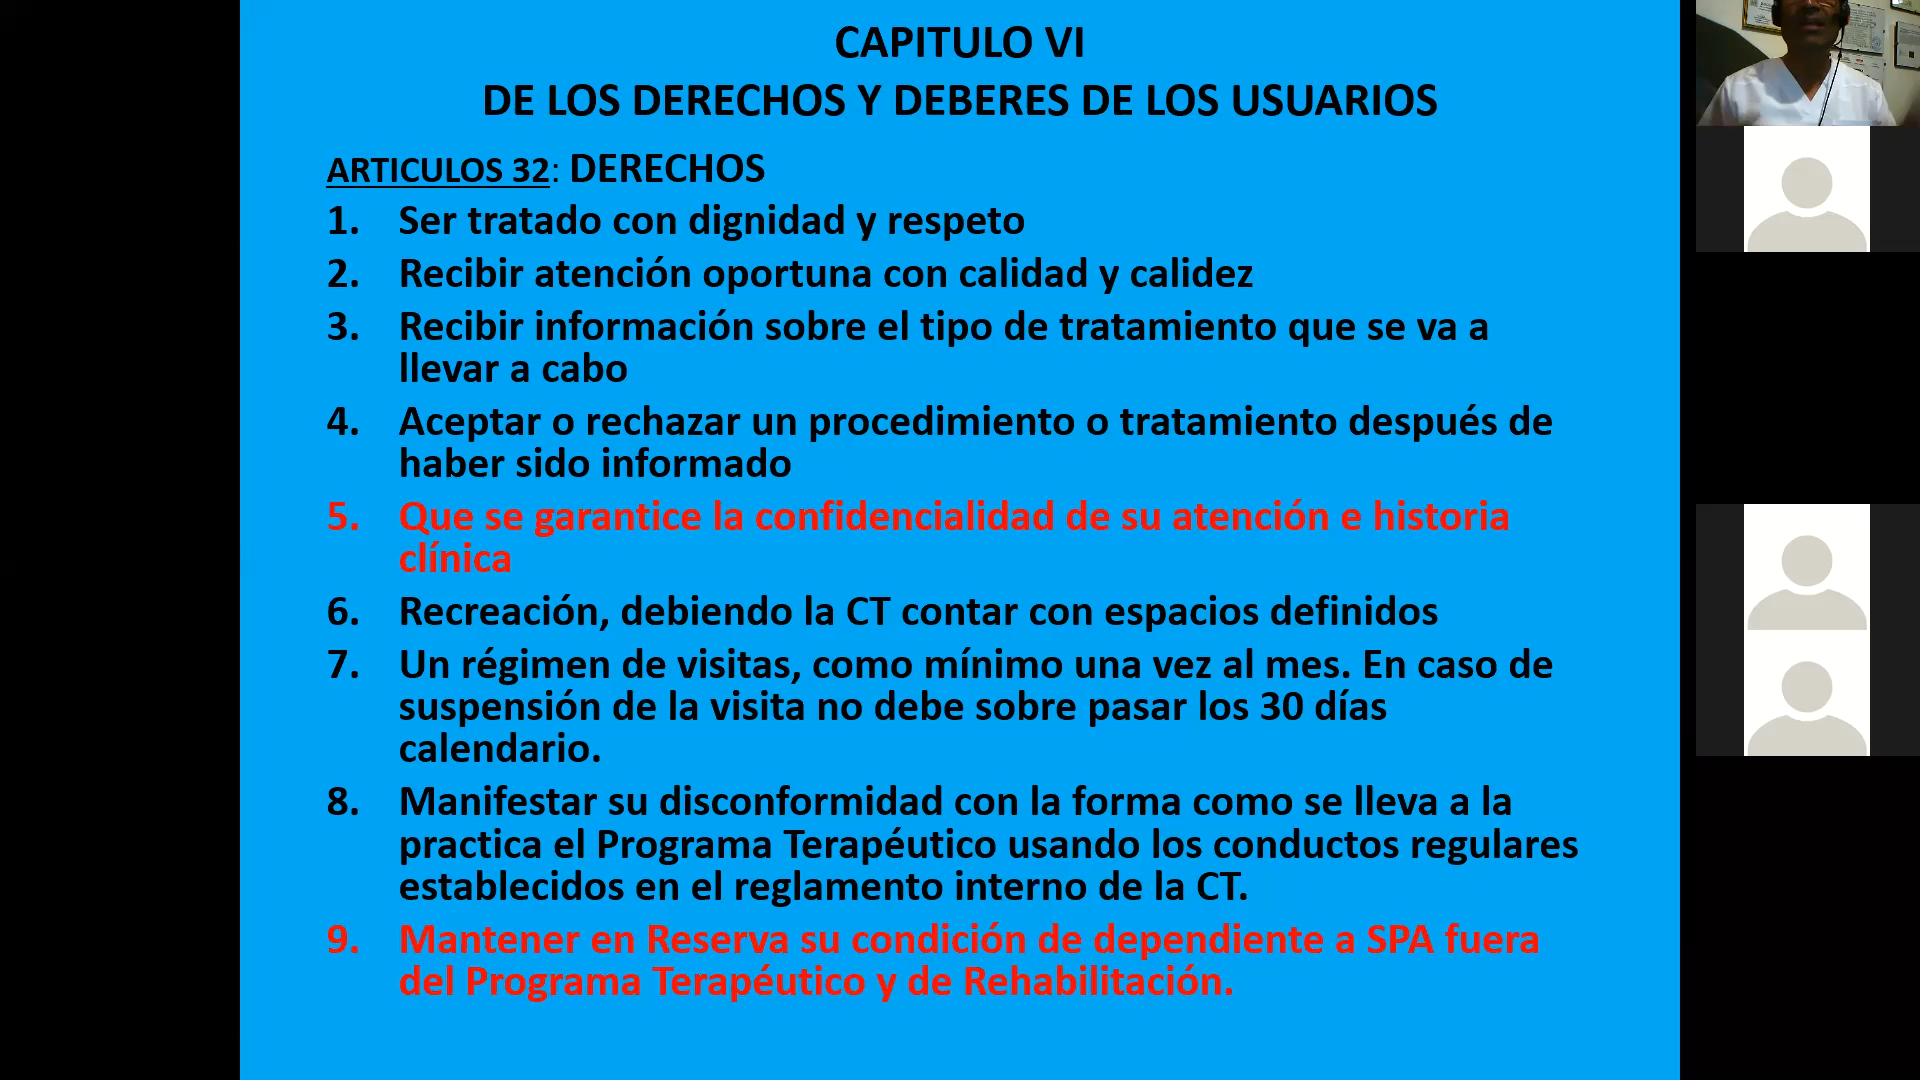 CAPITULO VI
DE LOS DERECHOS Y DEBERES DE LOS USUARIOS
ARTICULOS 32: DERECHOS
1. Ser tratado con dignidad y respeto
2. Recibir atención oportuna con calidad y calidez
3. Recibir información sobre el tipo de tratamiento que se va a
llevar a cabo
4. Aceptar o rechazar un procedimiento o tratamiento después de
haber sido informado
5. Que se garantice la confidencialidad de su atención e historia
clínica
6. Recreación, debiendo la CT contar con espacios definidos
7. Un régimen de visitas, como mínimo una vez al mes. En caso de
suspensión de la visita no debe sobre pasar los 30 días
calendario.
8. Manifestar su disconformidad con la forma como se lleva a la
practica el Programa Terapéutico usando los conductos regulares
establecidos en el reglamento interno de la CT.
9. Mantener en Reserva su condición de dependiente a SPA fuera
del Programa Terapéutico y de Rehabilitación.